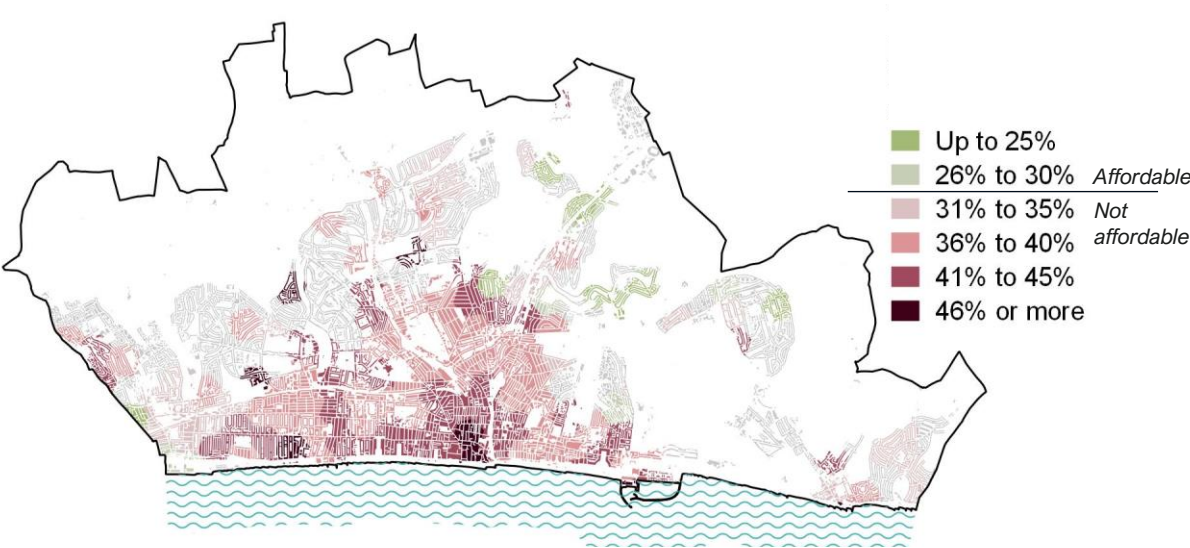 Up to 25%
26% to 30% Affordable
31% to 35% Not
36% to 40% affordable
41% to 45%
46% or more